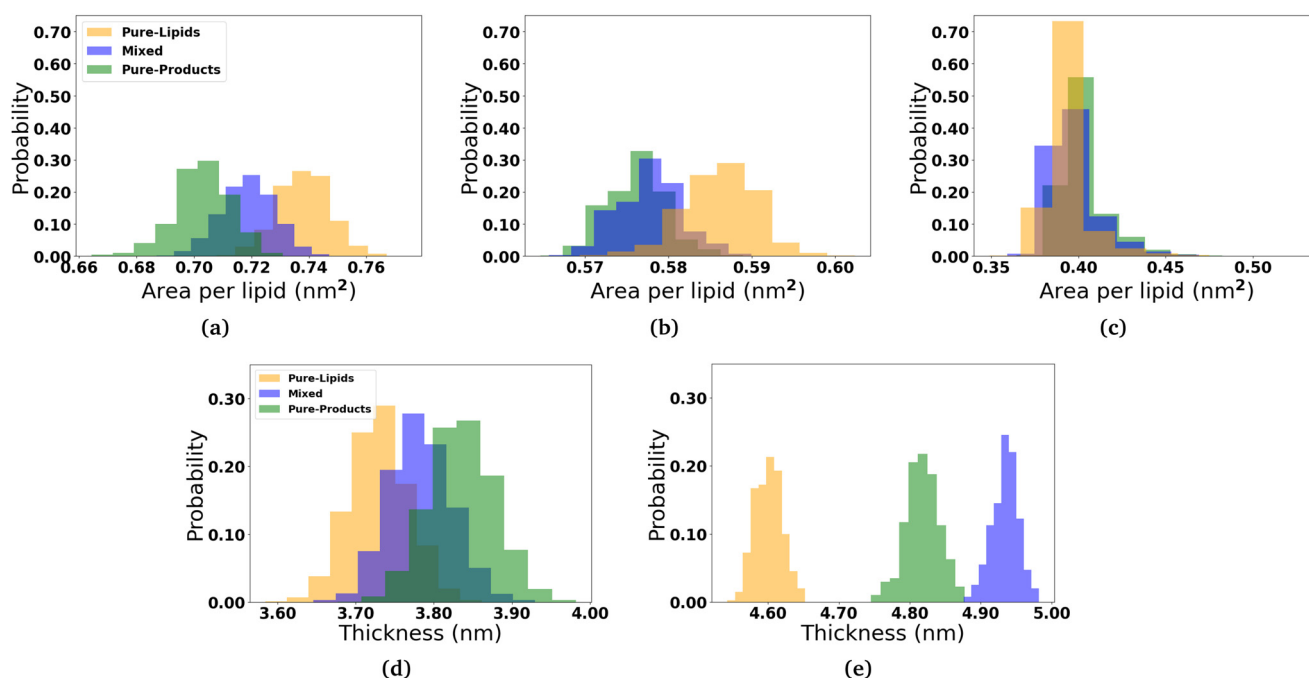 0.70
0.60
0.50
0.40
0.30
0.20
0.10
0.00
Probability
Pure-Lipids
Mixed
Pure-Products
0.66
0.70
0.72
0.74
0.76
Area per lipid (nm²)
(a)
0.70
0.60
0.50
0.40
0.30
0.20
0.10
0.00
Probability
0.57
0.58
0.59
0.60
Area per lipid (nm²)
(b)
0.70
0.60
0.50
0.40
0.30
0.20
0.10
0.00
Probability
0.35
0.40
0.45
0.50
Area per lipid (nm²)
(c)
0.30
0.20
0.10
0.00
Probability
Pure-Lipids
Mixed
Pure-Products
3.60
3.70
3.80
3.90
4.00
Thickness (nm)
(d)
0.30
0.20
0.10
0.00
Probability
4.60
4.70
4.80
4.90
5.00
Thickness (nm)
(e)